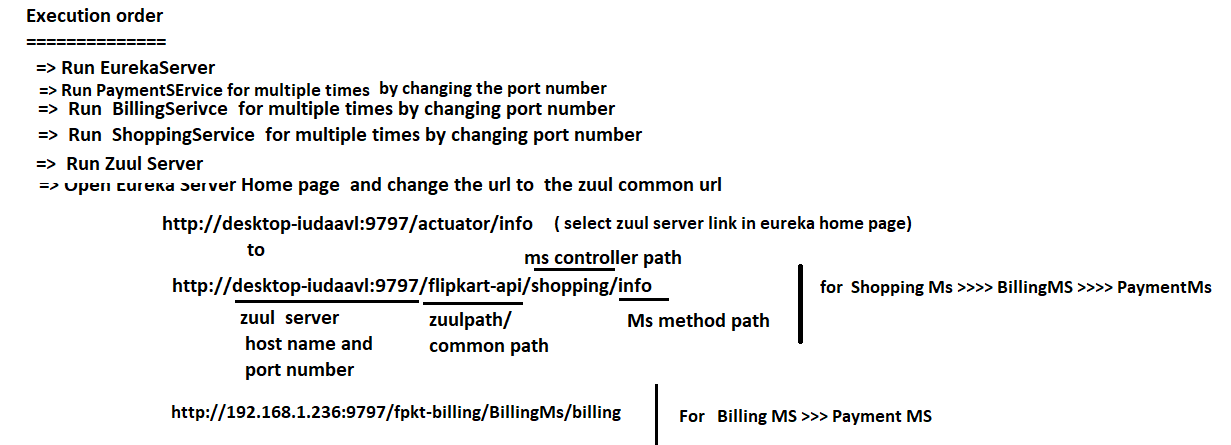 Execution order
==============
=> Run EurekaServer
=> Run PaymentSErvice for multiple times by changing the port number
=> Run BillingSerivce for multiple times by changing port number
=> Run ShoppingService for multiple times by changing port number
=> Run Zuul Server
=> Open Eureka Server Home page and change the url to the zuul common url
http://desktop-iudaavl:9797/actuator/info ( select zuul server link in eureka home page)
to
ms controller path
http://desktop-iudaavl:9797/flipkart-api/shopping/info for Shopping Ms >>>> BillingMS >>>> PaymentMs
zuul server zuulpath/ Ms method path
host name and common path
port number
http://192.168.1.236:9797/fpkt-billing/BillingMs/billing For Billing MS >>> Payment MS